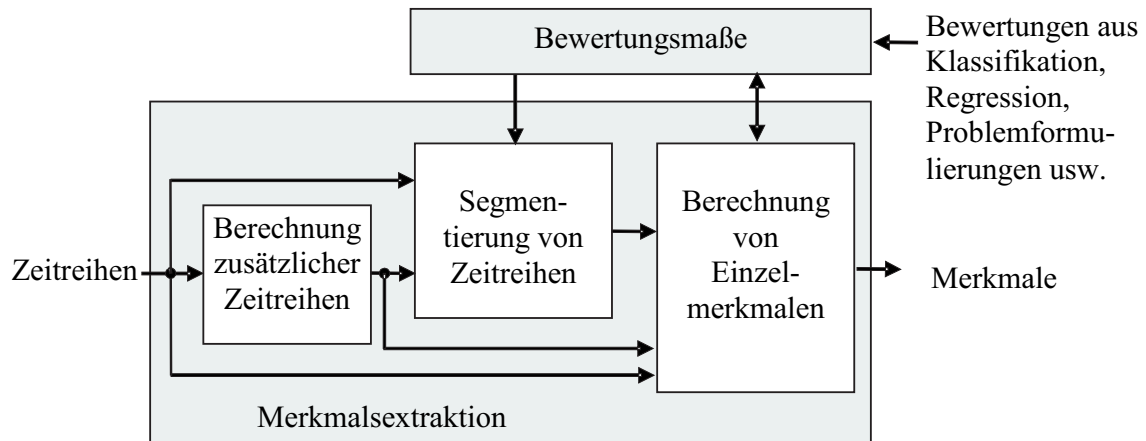 Bewertungsmaße
Bewertungen aus
Klassifikation,
Regression,
Problemformu-
lierungen usw.
Zeitreihen
Berechnung
zusätzlicher
Zeitreihen
Segmen-
tierung von
Zeitreihen
Berechnung
von
Einzel-
merkmalen
Merkmale
Merkmalsextraktion